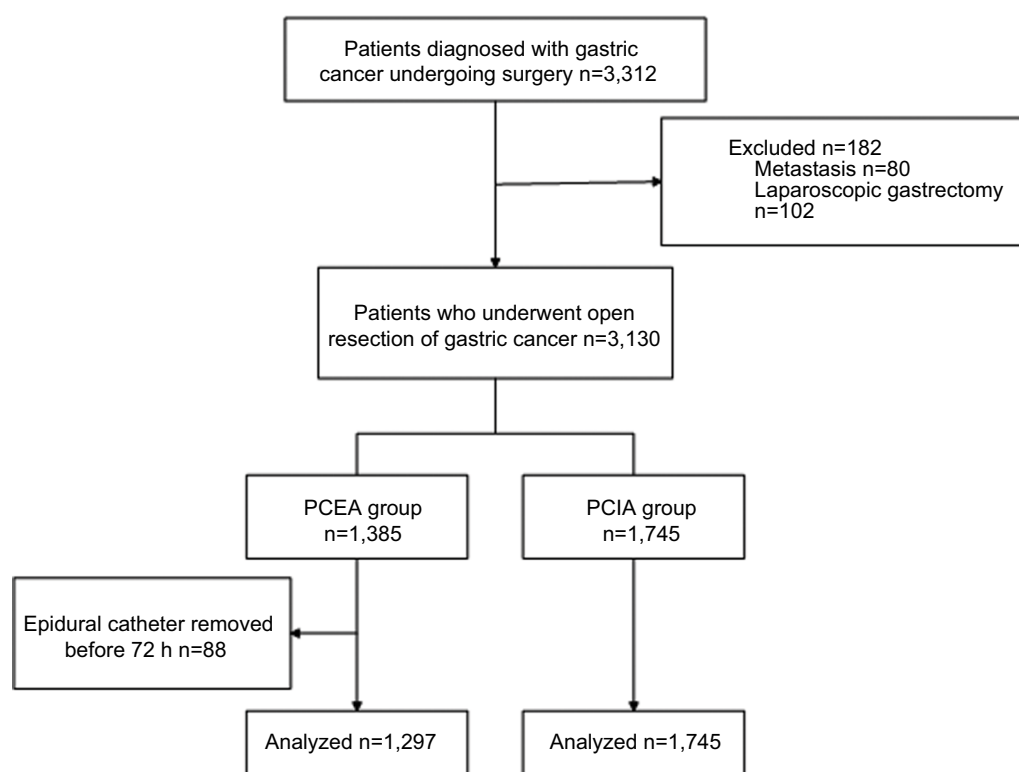 Patients diagnosed with gastric
cancer undergoing surgery n=3,312
Excluded n=182
Metastasis n=80
Laparoscopic gastrectomy
n=102
Patients who underwent open
resection of gastric cancer n=3,130
PCEA group
n=1,385
PCIA group
n=1,745
Epidural catheter removed
before 72 h n=88
Analyzed n=1,297
Analyzed n=1,745